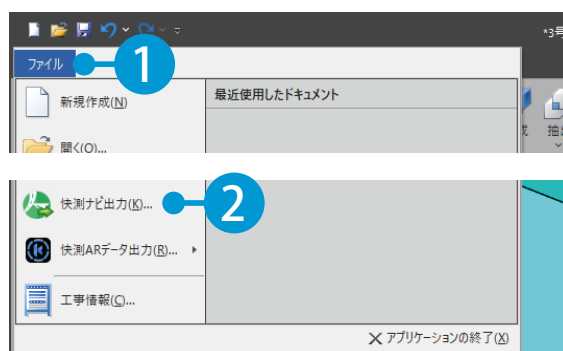 *3号
ファイル
1
新規作成(N)
最近使用したドキュメント
開く(O)...
抽出
快測ナビ出力(K)...
2
快測ARデータ出力(R)...
工事情報(C)...
アプリケーションの終了(X)